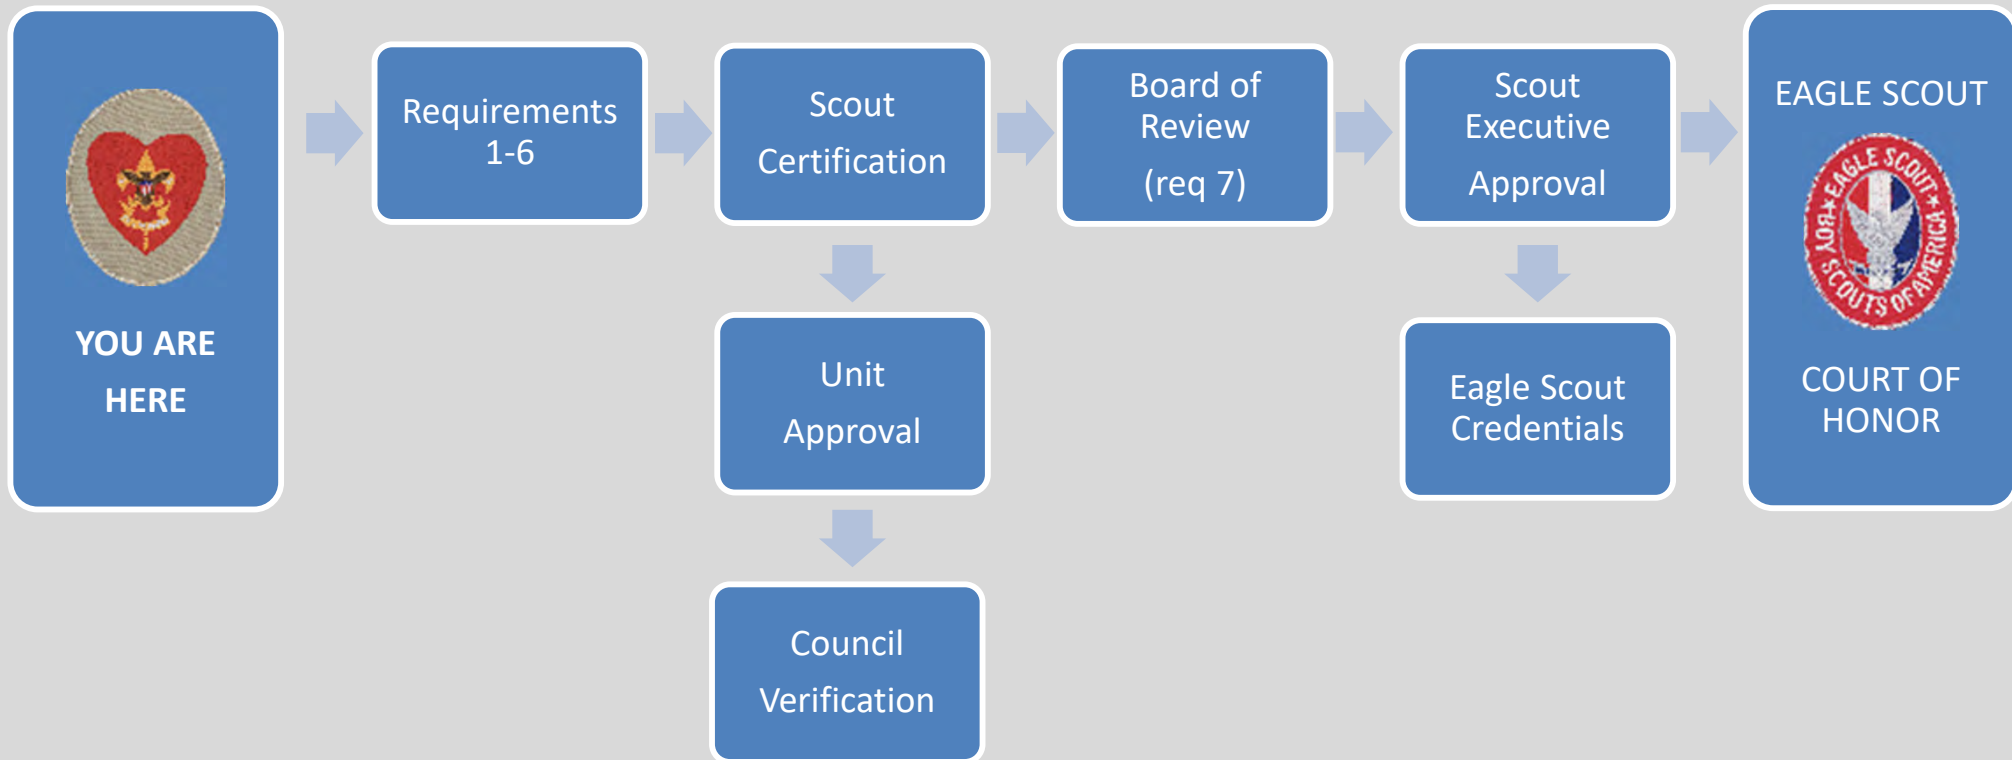 YOU ARE
HERE
Requirements
1-6
Scout
Certification
Unit
Approval
Council
Verification
Board of
Review
(req 7)
Scout
Executive
Approval
Eagle Scout
Credentials
EAGLE SCOUT
EAGLE SCOUT
BOY SCOUTS OF AMERICA
COURT OF
HONOR